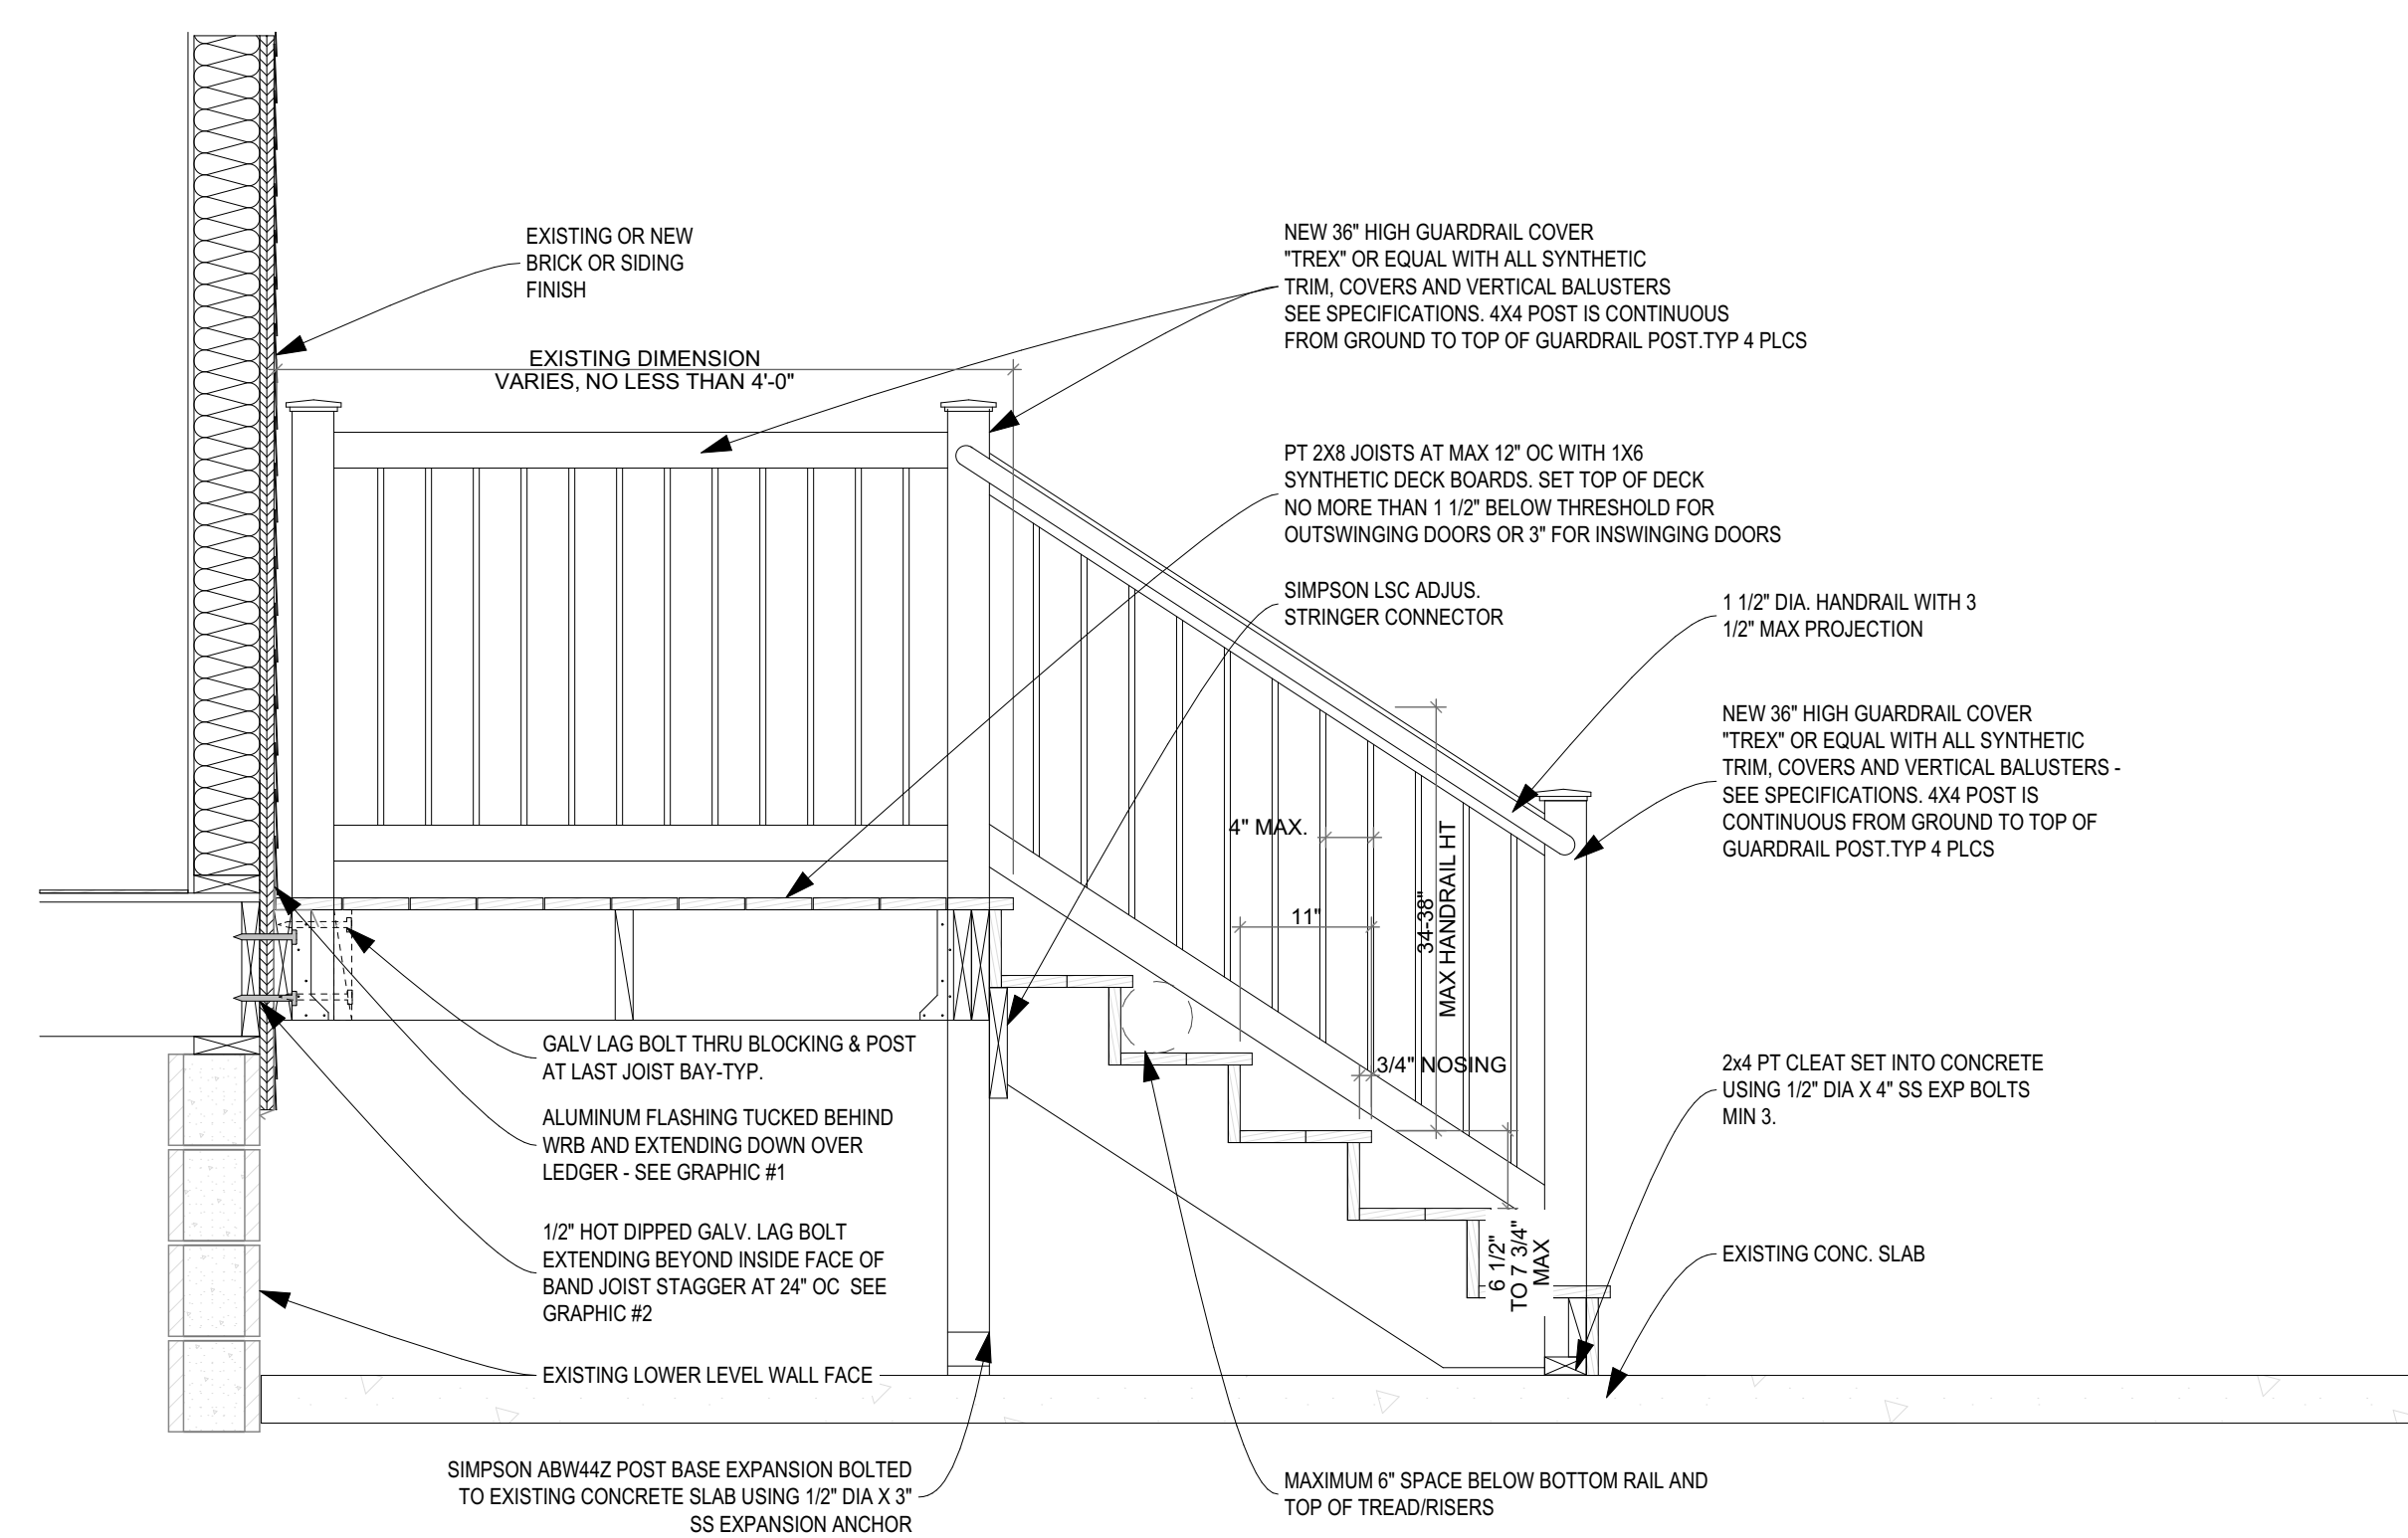 EXISTING OR NEW
BRICK OR SIDING
FINISH
EXISTING DIMENSION
VARIES, NO LESS THAN 4'-0"
NEW 36" HIGH GUARDRAIL COVER
"TREX" OR EQUAL WITH ALL SYNTHETIC
TRIM, COVERS AND VERTICAL BALUSTERS
SEE SPECIFICATIONS. 4X4 POST IS CONTINUOUS
FROM GROUND TO TOP OF GUARDRAIL POST.TYP 4 PLCS
PT 2X8 JOISTS AT MAX 12" OC WITH 1X6
SYNTHETIC DECK BOARDS. SET TOP OF DECK
NO MORE THAN 1 1/2" BELOW THRESHOLD FOR
OUTSWINGING DOORS OR 3" FOR INSWINGING DOORS
SIMPSON LSC ADJUS.
STRINGER CONNECTOR
1 1/2" DIA. HANDRAIL WITH 3
1/2" MAX PROJECTION
NEW 36" HIGH GUARDRAIL COVER
"TREX" OR EQUAL WITH ALL SYNTHETIC
TRIM, COVERS AND VERTICAL BALUSTERS -
SEE SPECIFICATIONS. 4X4 POST IS
CONTINUOUS FROM GROUND TO TOP OF
GUARDRAIL POST.TYP 4 PLCS
4" MAX.
11"
34-38"
MAX HANDRAIL HT
3/4" NOSING
6 1/2"
TO 7 3/4"
MAX
GALV LAG BOLT THRU BLOCKING & POST
AT LAST JOIST BAY-TYP.
ALUMINUM FLASHING TUCKED BEHIND
WRB AND EXTENDING DOWN OVER
LEDGER - SEE GRAPHIC #1
1/2" HOT DIPPED GALV. LAG BOLT
EXTENDING BEYOND INSIDE FACE OF
BAND JOIST STAGGER AT 24" OC SEE
GRAPHIC #2
EXISTING LOWER LEVEL WALL FACE
2x4 PT CLEAT SET INTO CONCRETE
USING 1/2" DIA X 4" SS EXP BOLTS
MIN 3.
EXISTING CONC. SLAB
SIMPSON ABW44Z POST BASE EXPANSION BOLTED
TO EXISTING CONCRETE SLAB USING 1/2" DIA X 3"
SS EXPANSION ANCHOR
MAXIMUM 6" SPACE BELOW BOTTOM RAIL AND
TOP OF TREAD/RISERS